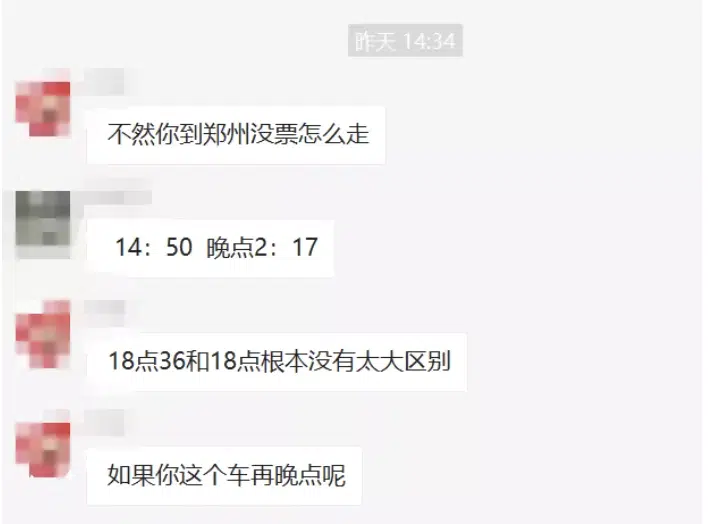 昨天 14:34
不然你到郑州没票怎么走
14：50 晚点2：17
18点36和18点根本没有太大区别
如果你这个车再晚点呢